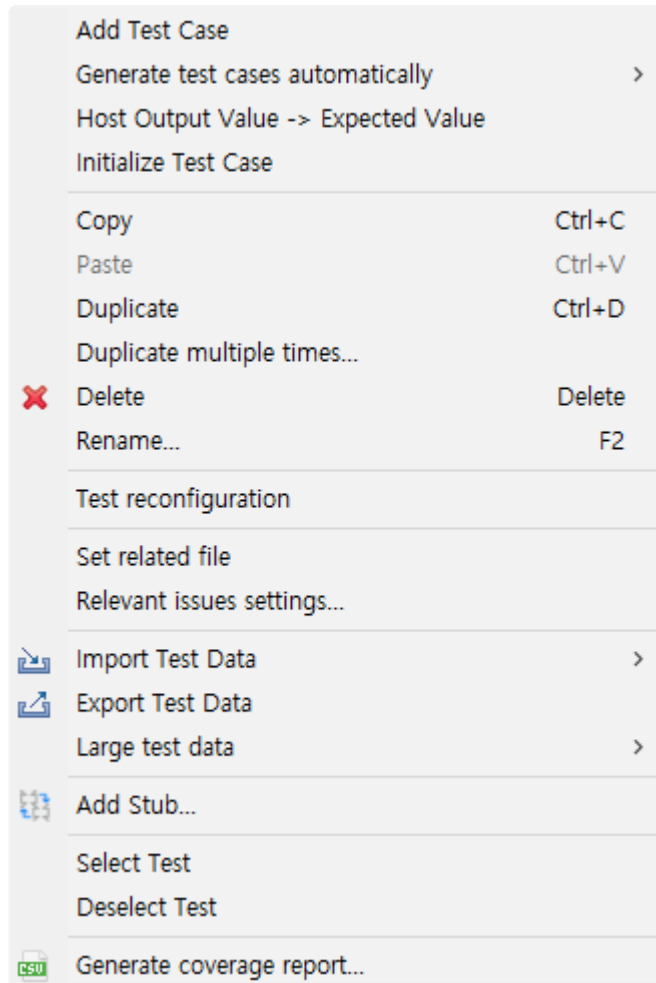 Add Test Case
Generate test cases automatically
Host Output Value -> Expected Value
Initialize Test Case
Copy Ctrl+C
Paste Ctrl+V
Duplicate Ctrl+D
Duplicate multiple times...
Delete Delete
Rename... F2
Test reconfiguration
Set related file
Relevant issues settings...
Import Test Data
Export Test Data
Large test data
Add Stub...
Select Test
Deselect Test
CSV Generate coverage report...